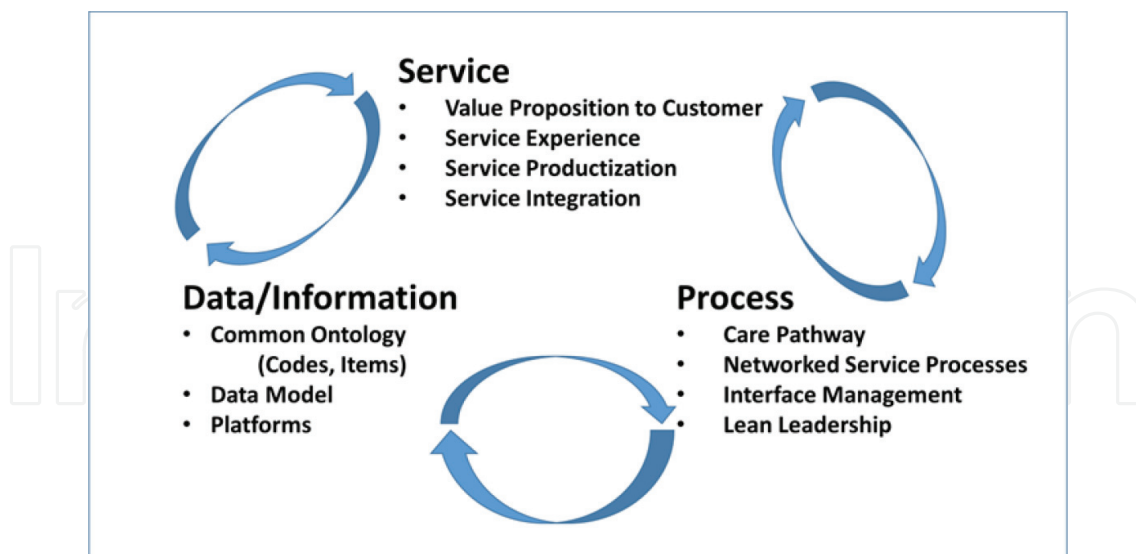 Service
• Value Proposition to Customer
• Service Experience
• Service Productization
• Service Integration
Data/Information
• Common Ontology
(Codes, Items)
• Data Model
• Platforms
Process
• Care Pathway
• Networked Service Processes
• Interface Management
• Lean Leadership